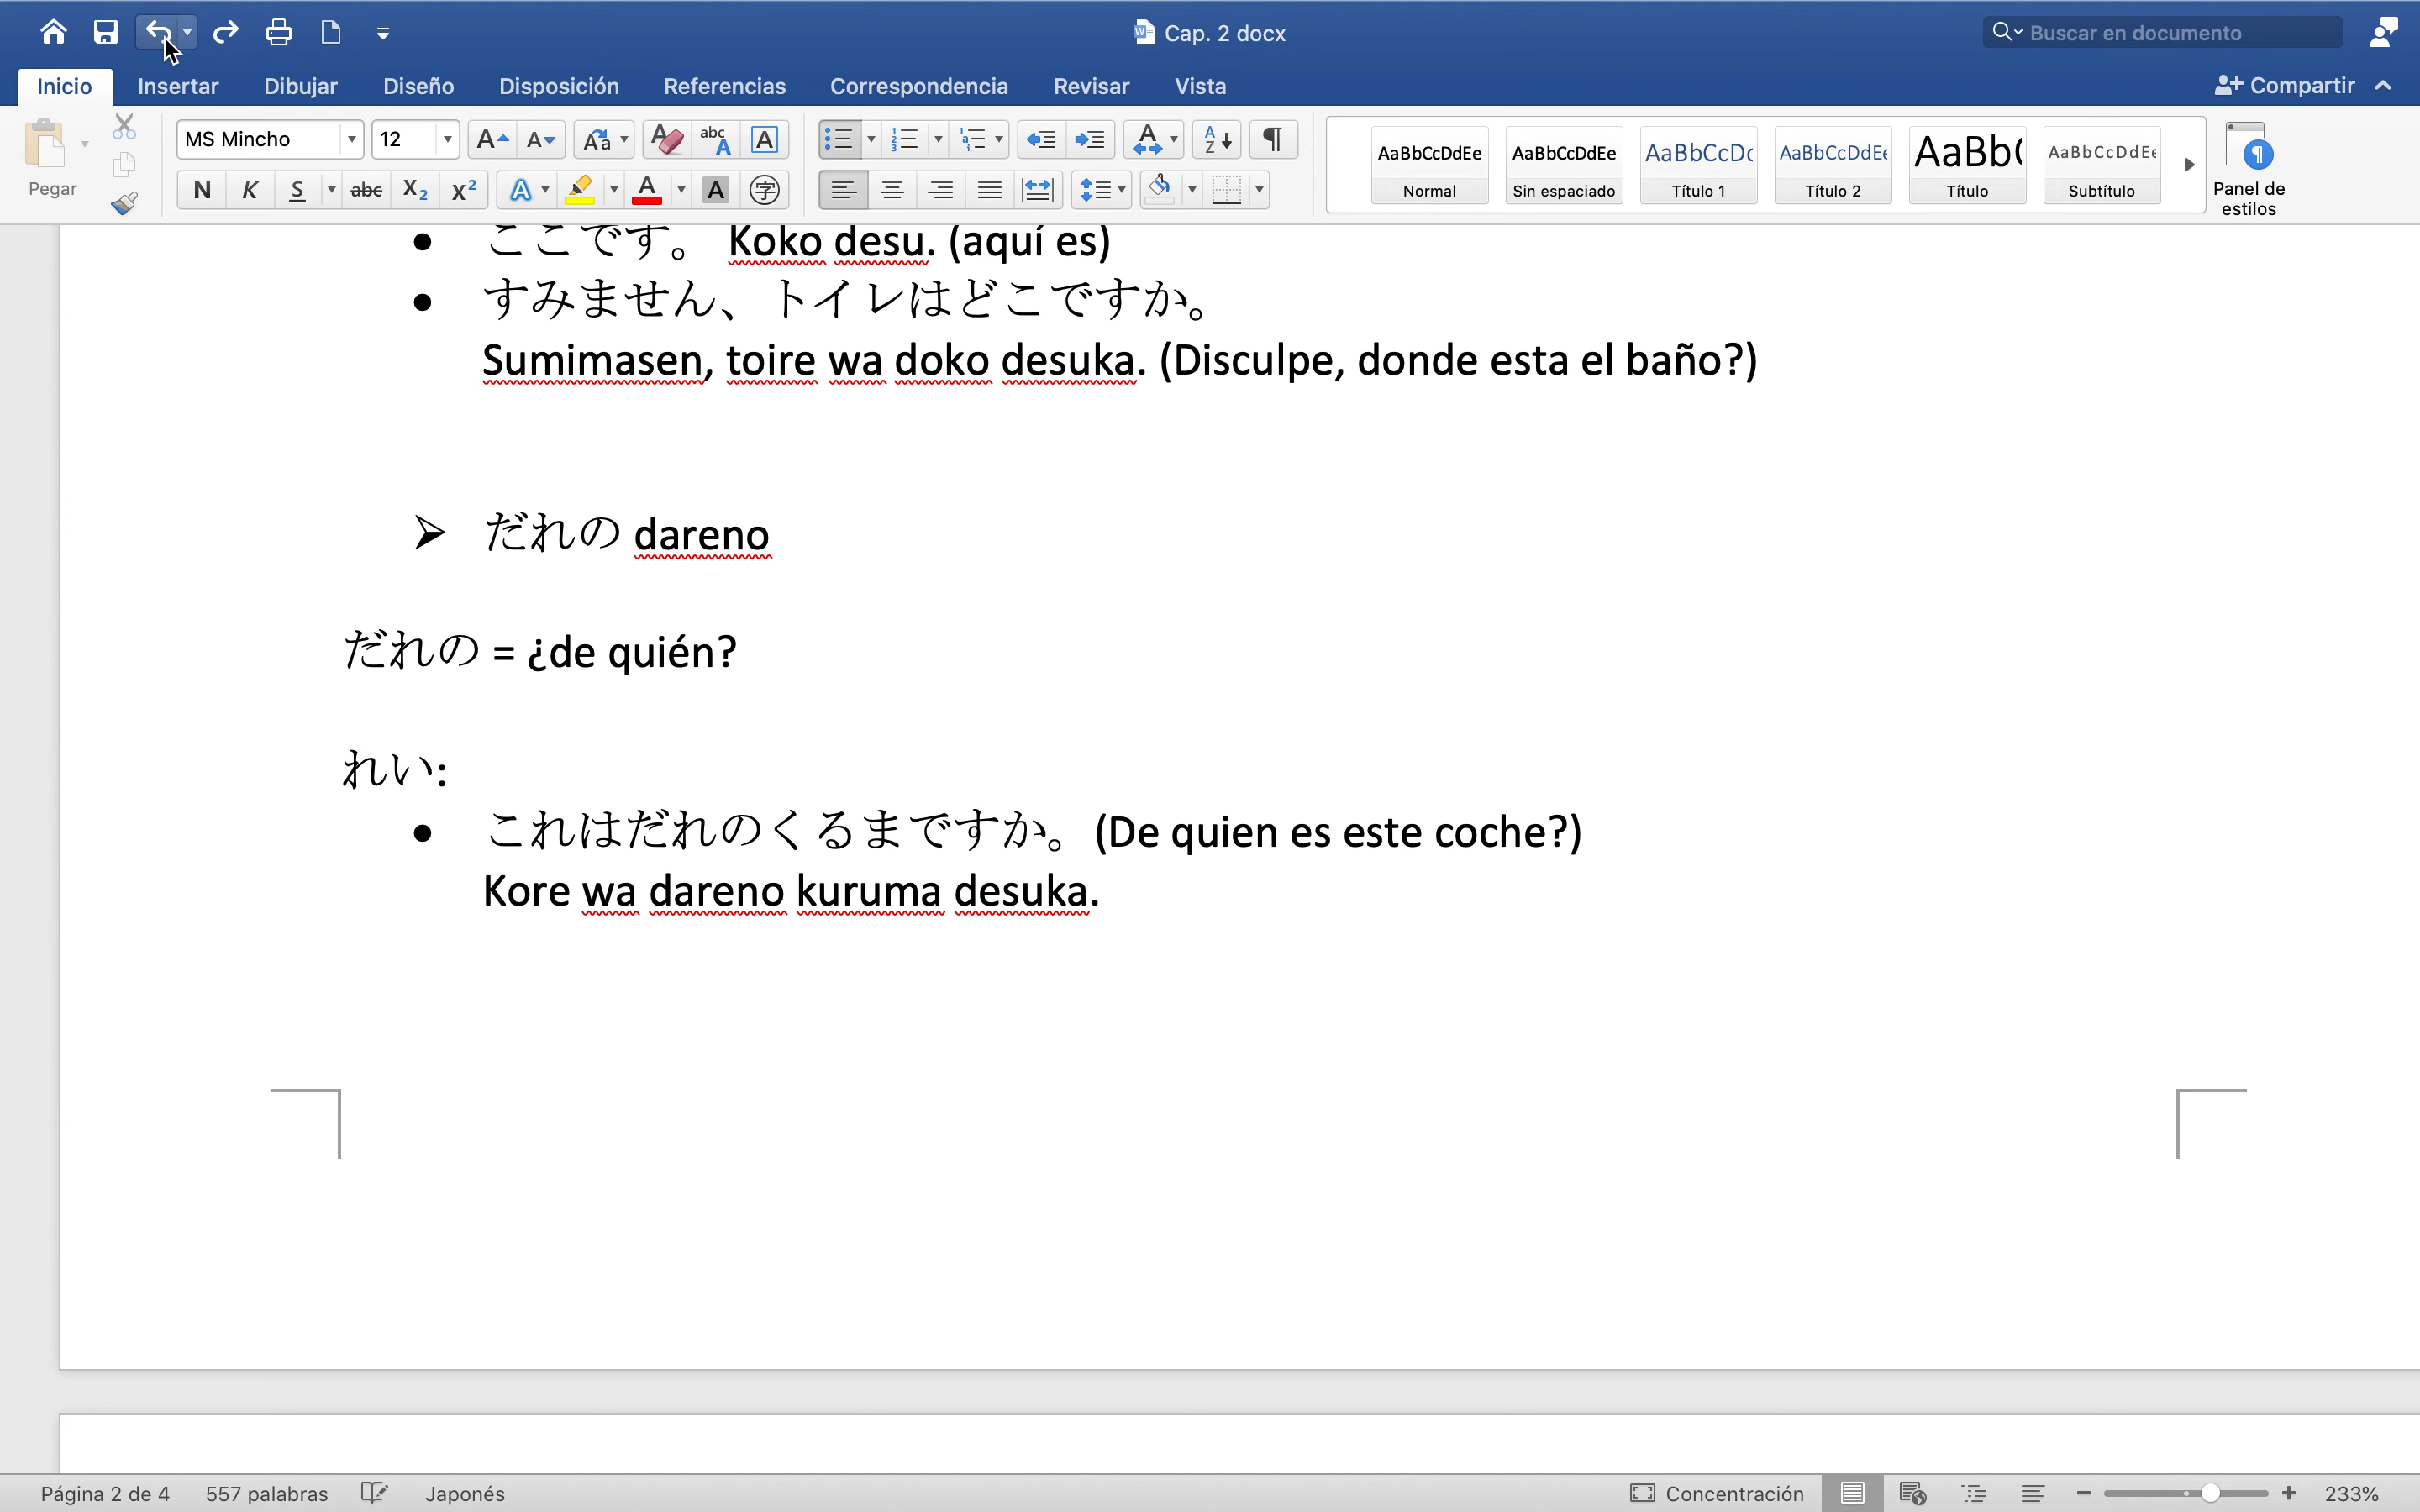 Cap. 2 docx
Buscar en documento
Inicio Insertar Dibujar Diseño Disposición Referencias Correspondencia Revisar Vista Compartir
Pegar
MS Mincho 12
N K S abc X2 X2 A A A 字
AaBbCcDdEe AaBbCcDdEe AaBbCcDc AaBbCcDdEe AaBb( AaBbCcDdEe
Normal Sin espaciado Título 1 Título 2 Título Subtítulo
Panel de
estilos
● ここです。 Koko desu. (aquí es)
● すみません、トイレはどこですか。
Sumimasen, toire wa doko desuka. (Disculpe, donde esta el baño?)
➢ だれの dareno
だれの = ¿de quién?
れい:
● これはだれのくるまですか。(De quien es este coche?)
Kore wa dareno kuruma desuka.
Página 2 de 4 557 palabras Japonés Concentración 233%